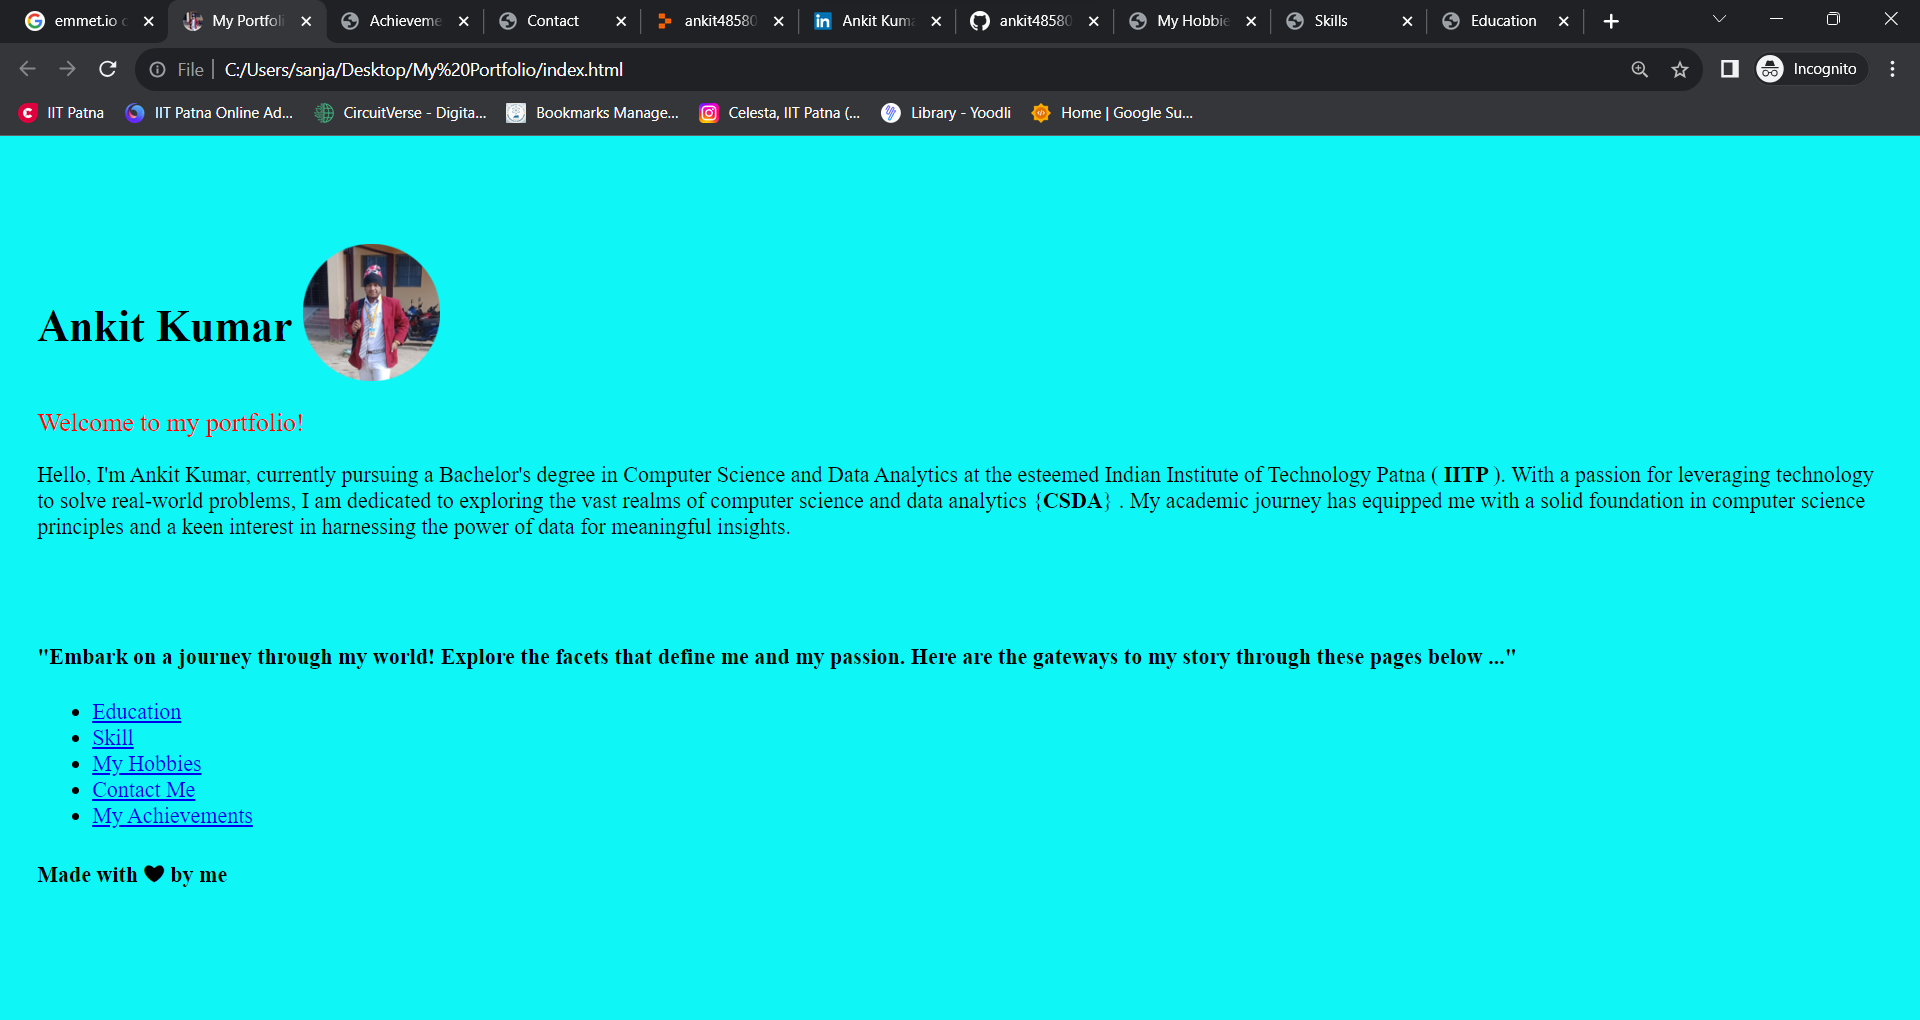 emmet.io
My Portfoli
Achieveme
Contact
ankit48580
Ankit Kuma
ankit48580
My Hobbie
Skills
Education
File
C:/Users/sanja/Desktop/My%20Portfolio/index.html
Incognito
IIT Patna
IIT Patna Online Ad...
CircuitVerse - Digita...
Bookmarks Manage...
Celesta, IIT Patna (...
Library - Yoodli
Home | Google Su...
Ankit Kumar
Welcome to my portfolio!
Hello, I'm Ankit Kumar, currently pursuing a Bachelor's degree in Computer Science and Data Analytics at the esteemed Indian Institute of Technology Patna ( IITP ). With a passion for leveraging technology
to solve real-world problems, I am dedicated to exploring the vast realms of computer science and data analytics {CSDA} . My academic journey has equipped me with a solid foundation in computer science
principles and a keen interest in harnessing the power of data for meaningful insights.
"Embark on a journey through my world! Explore the facets that define me and my passion. Here are the gateways to my story through these pages below ..."
• Education
• Skill
• My Hobbies
• Contact Me
• My Achievements
Made with ♥ by me